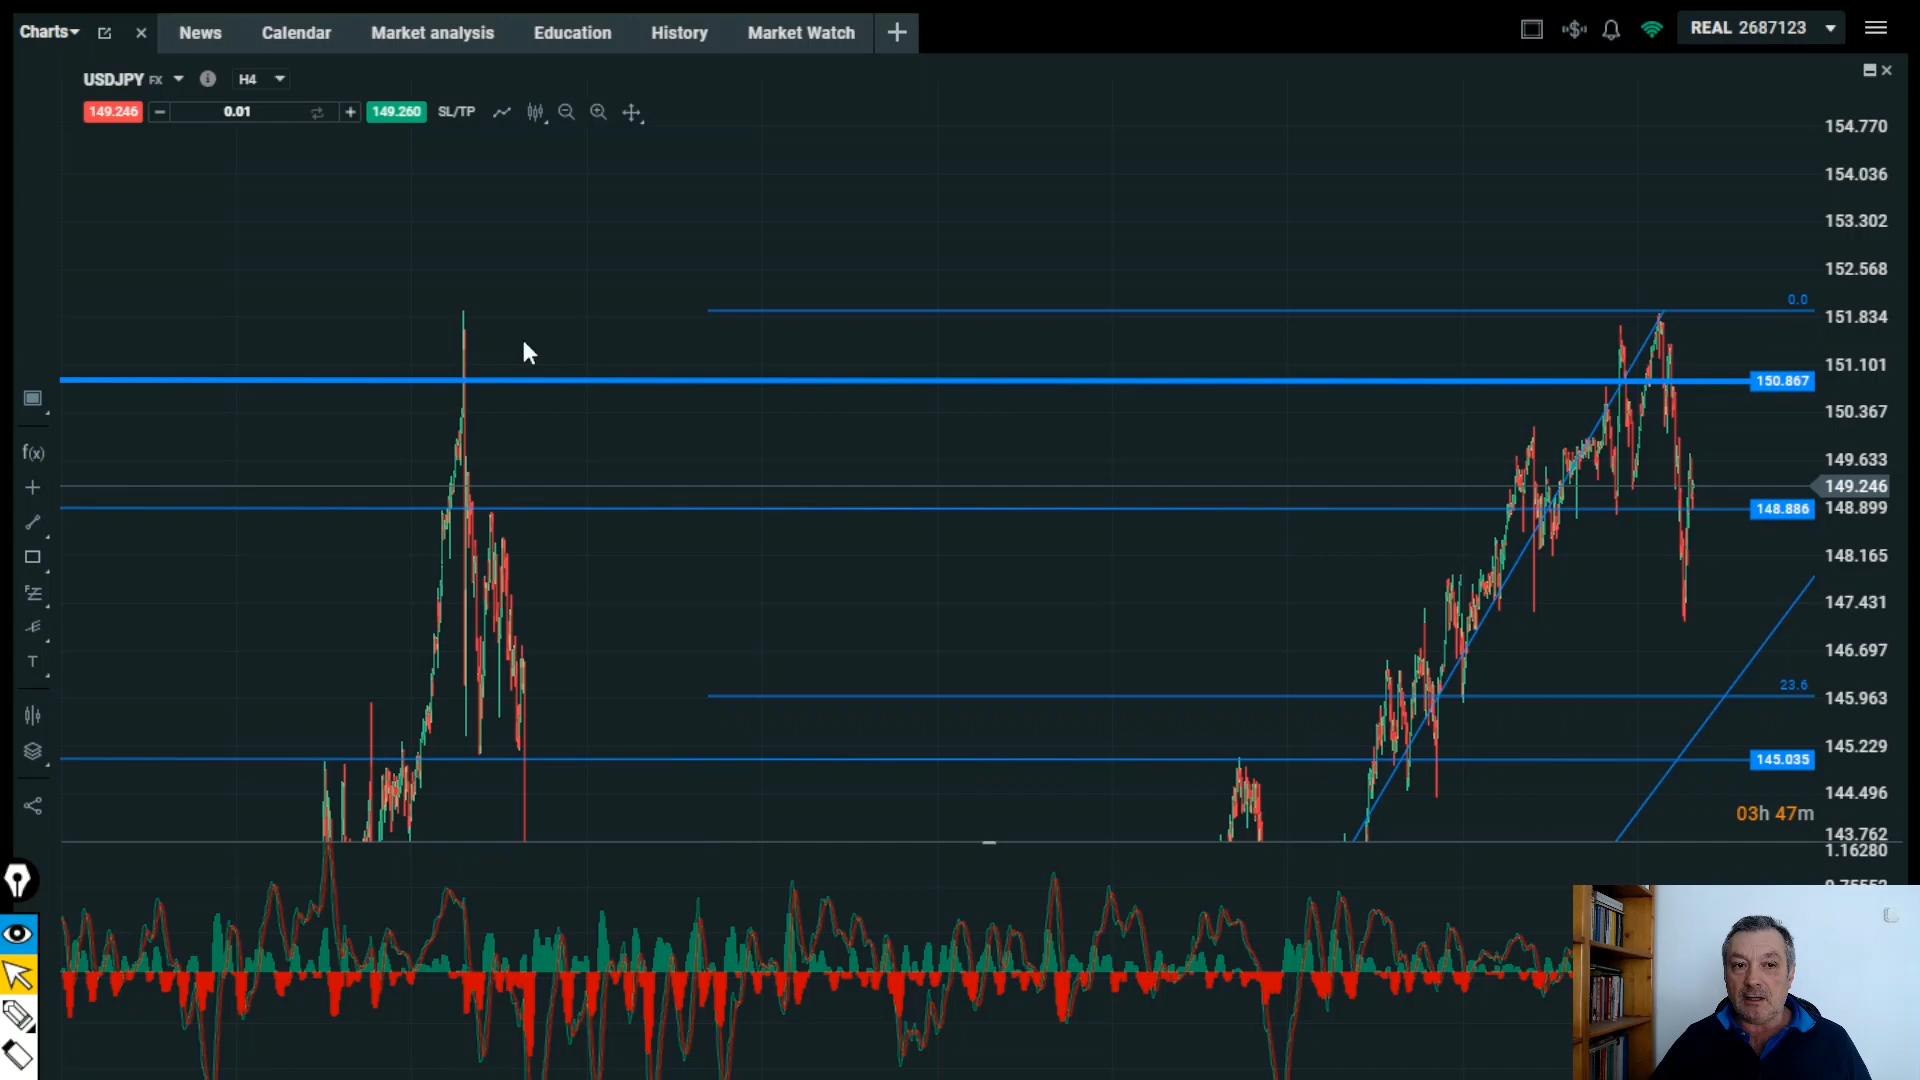 Charts
News
Calendar
Market analysis
Education
History
Market Watch
REAL 2687123
USDJPY FX
H4
149.246
0.01
149.260
SL/TP
154.770
154.036
153.302
152.568
0.0
151.834
151.101
150.867
150.367
149.633
149.246
148.899
148.886
148.165
147.431
146.697
23.6
145.963
145.229
145.035
144.496
03h 47m
143.762
1.16280
f(x)
T